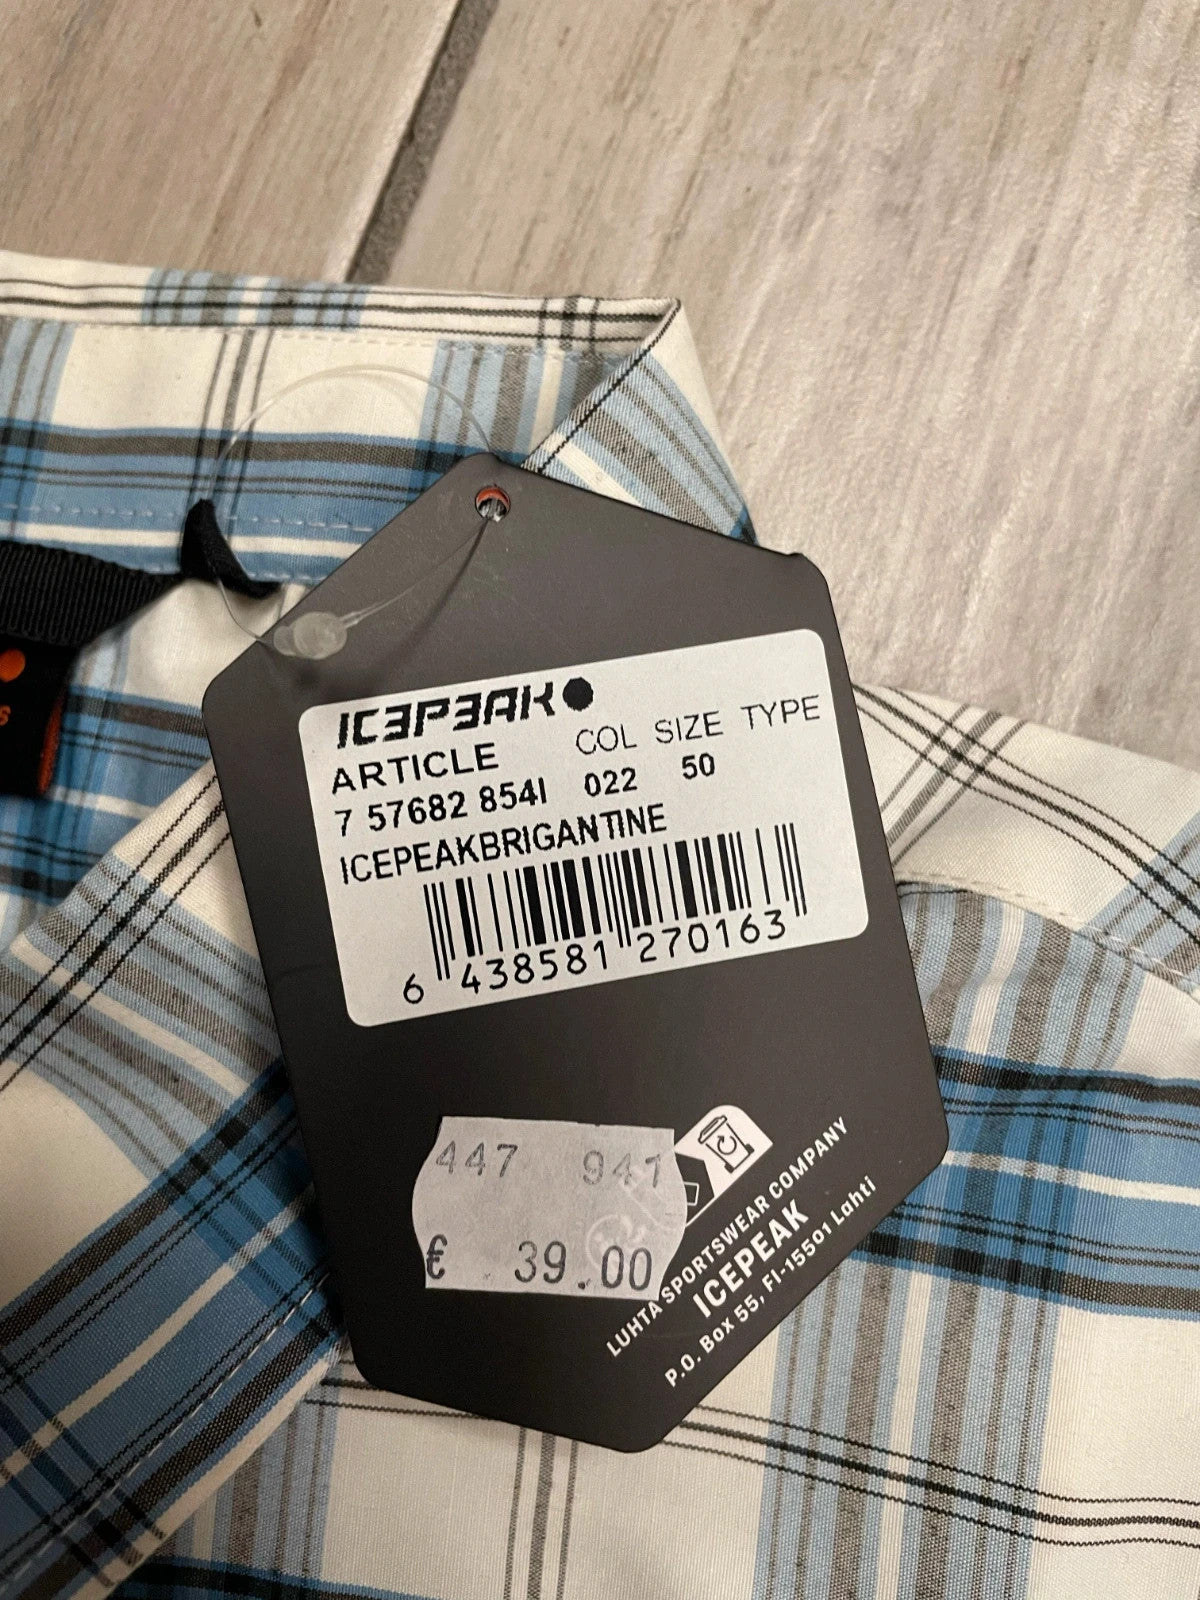 ICEPEAK
ARTICLE COL SIZE TYPE
7 57682 854I 022 50
ICEPEAKBRIGANTINE
6 438581 270163
447 941
€ 39.00
LUHTA SPORTSWEAR COMPANY
ICEPEAK
P.O. Box 55, FI-15501 Lahti